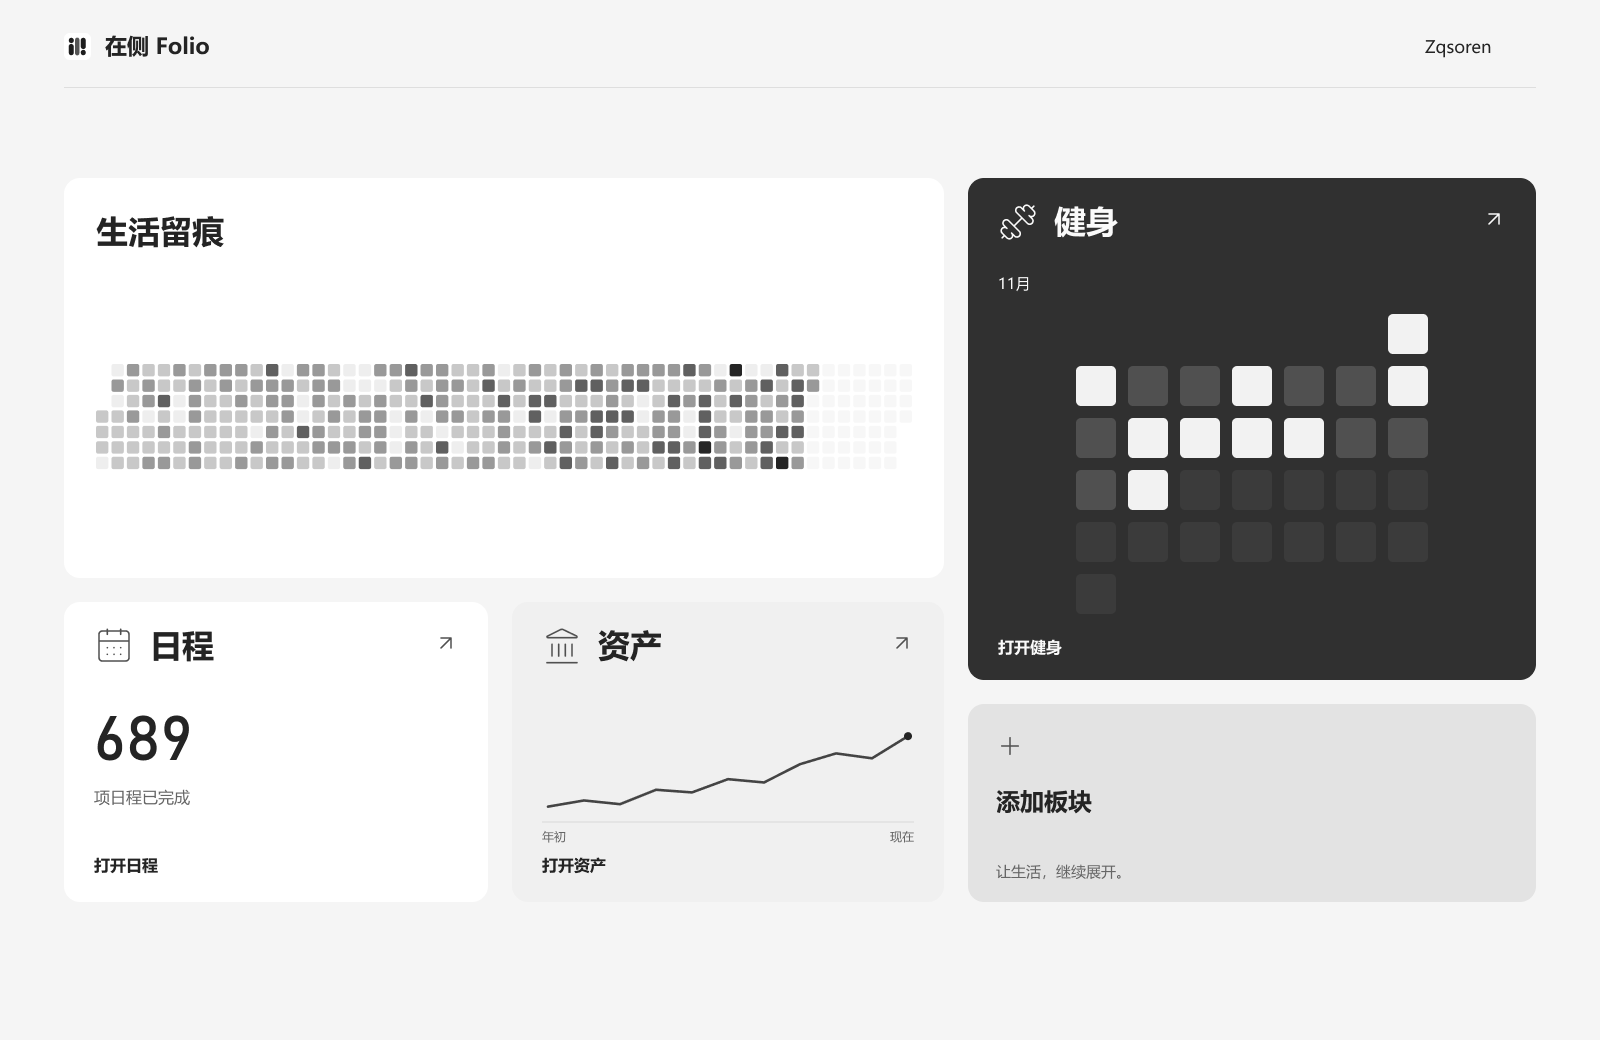 在侧 Folio
Zqsoren
生活留痕
健身
11月
打开健身
日程
689
项日程已完成
打开日程
资产
年初
现在
打开资产
添加板块
让生活，继续展开。